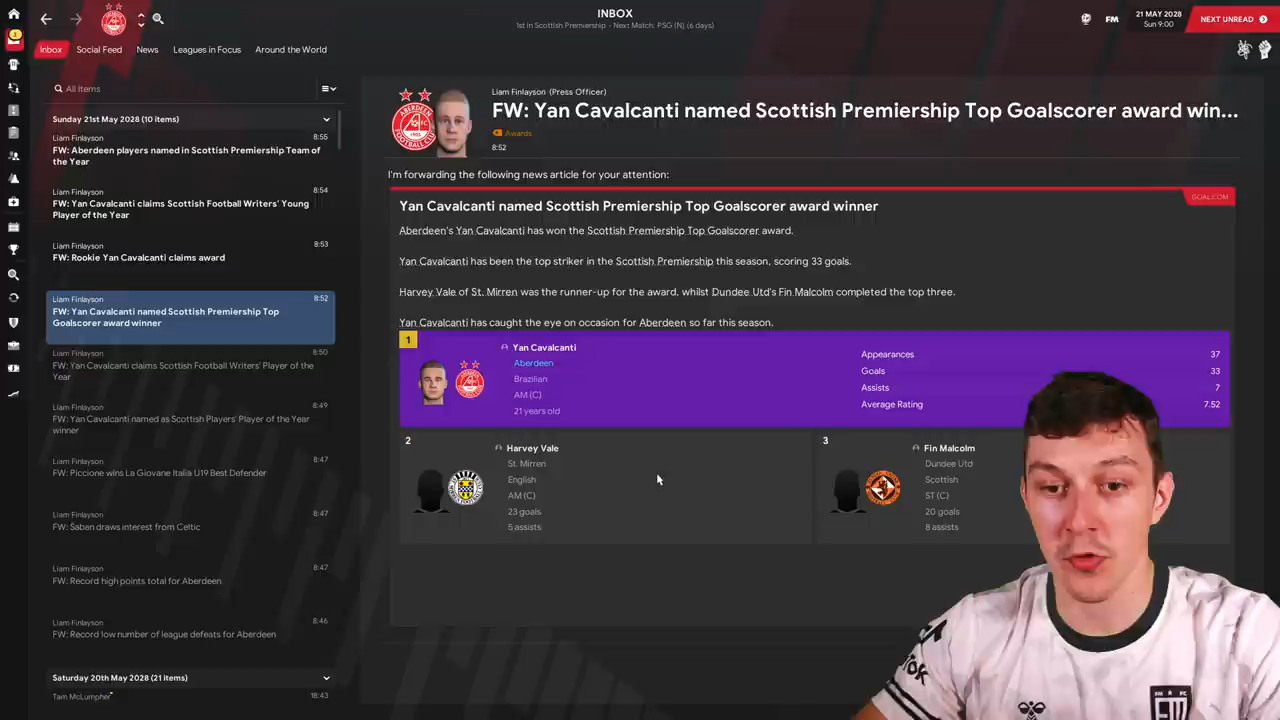 INBOX
1st in Scottish Premiership - Next Match: PSG (N) (6 days)
FM
21 MAY 2028
Sun 9:00
NEXT UNREAD
Inbox
Social Feed
News
Leagues in Focus
Around the World
All Items
Sunday 21st May 2028 (10 items)
Liam Finlayson
8:55
FW: Aberdeen players named in Scottish Premiership Team of
the Year
Liam Finlayson
8:54
FW: Yan Cavalcanti claims Scottish Football Writers' Young
Player of the Year
Liam Finlayson
8:53
FW: Rookie Yan Cavalcanti claims award
Liam Finlayson
8:52
FW: Yan Cavalcanti named Scottish Premiership Top
Goalscorer award winner
Liam Finlayson
8:50
FW: Yan Cavalcanti claims Scottish Football Writers' Player of the
Year
Liam Finlayson
8:49
FW: Yan Cavalcanti named as Scottish Players' Player of the Year
winner
Liam Finlayson
8:47
FW: Piccione wins La Giovane Italia U19 Best Defender
Liam Finlayson
8:47
FW: Saban draws interest from Celtic
Liam Finlayson
8:47
FW: Record high points total for Aberdeen
Liam Finlayson
8:46
FW: Record low number of league defeats for Aberdeen
Saturday 20th May 2028 (21 items)
Tam McLumpher
18:43
Liam Finlayson (Press Officer)
FW: Yan Cavalcanti named Scottish Premiership Top Goalscorer award win...
Awards
8:52
I'm forwarding the following news article for your attention:
GOAL.COM
Yan Cavalcanti named Scottish Premiership Top Goalscorer award winner
Aberdeen's Yan Cavalcanti has won the Scottish Premiership Top Goalscorer award.
Yan Cavalcanti has been the top striker in the Scottish Premiership this season, scoring 33 goals.
Harvey Vale of St. Mirren was the runner-up for the award, whilst Dundee Utd's Fin Malcolm completed the top three.
Yan Cavalcanti has caught the eye on occasion for Aberdeen so far this season.
1
Yan Cavalcanti
Aberdeen
Brazilian
AM (C)
21 years old
Appearances 37
Goals 33
Assists 7
Average Rating 7.52
2
Harvey Vale
St. Mirren
English
AM (C)
23 goals
5 assists
3
Fin Malcolm
Dundee Utd
Scottish
ST (C)
20 goals
8 assists